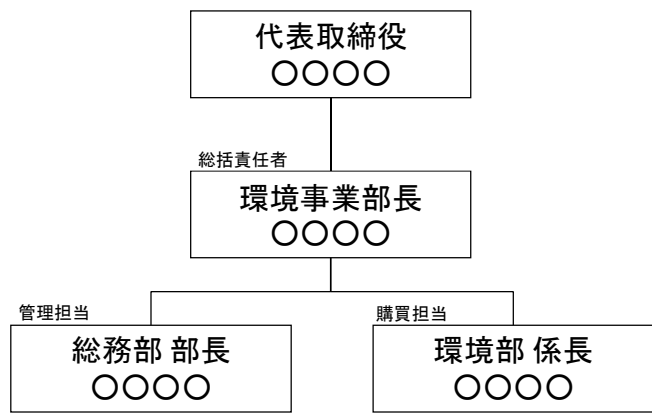 代表取締役
〇〇〇〇
総括責任者
環境事業部長
〇〇〇〇
管理担当
総務部 部長
〇〇〇〇
購買担当
環境部 係長
〇〇〇〇